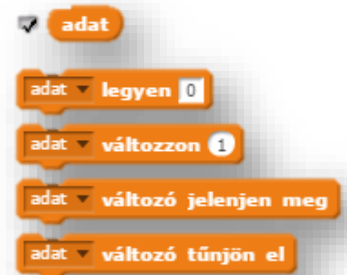 adat
adat legyen 0
adat változzon 1
adat változó jelenjen meg
adat változó tűnjön el